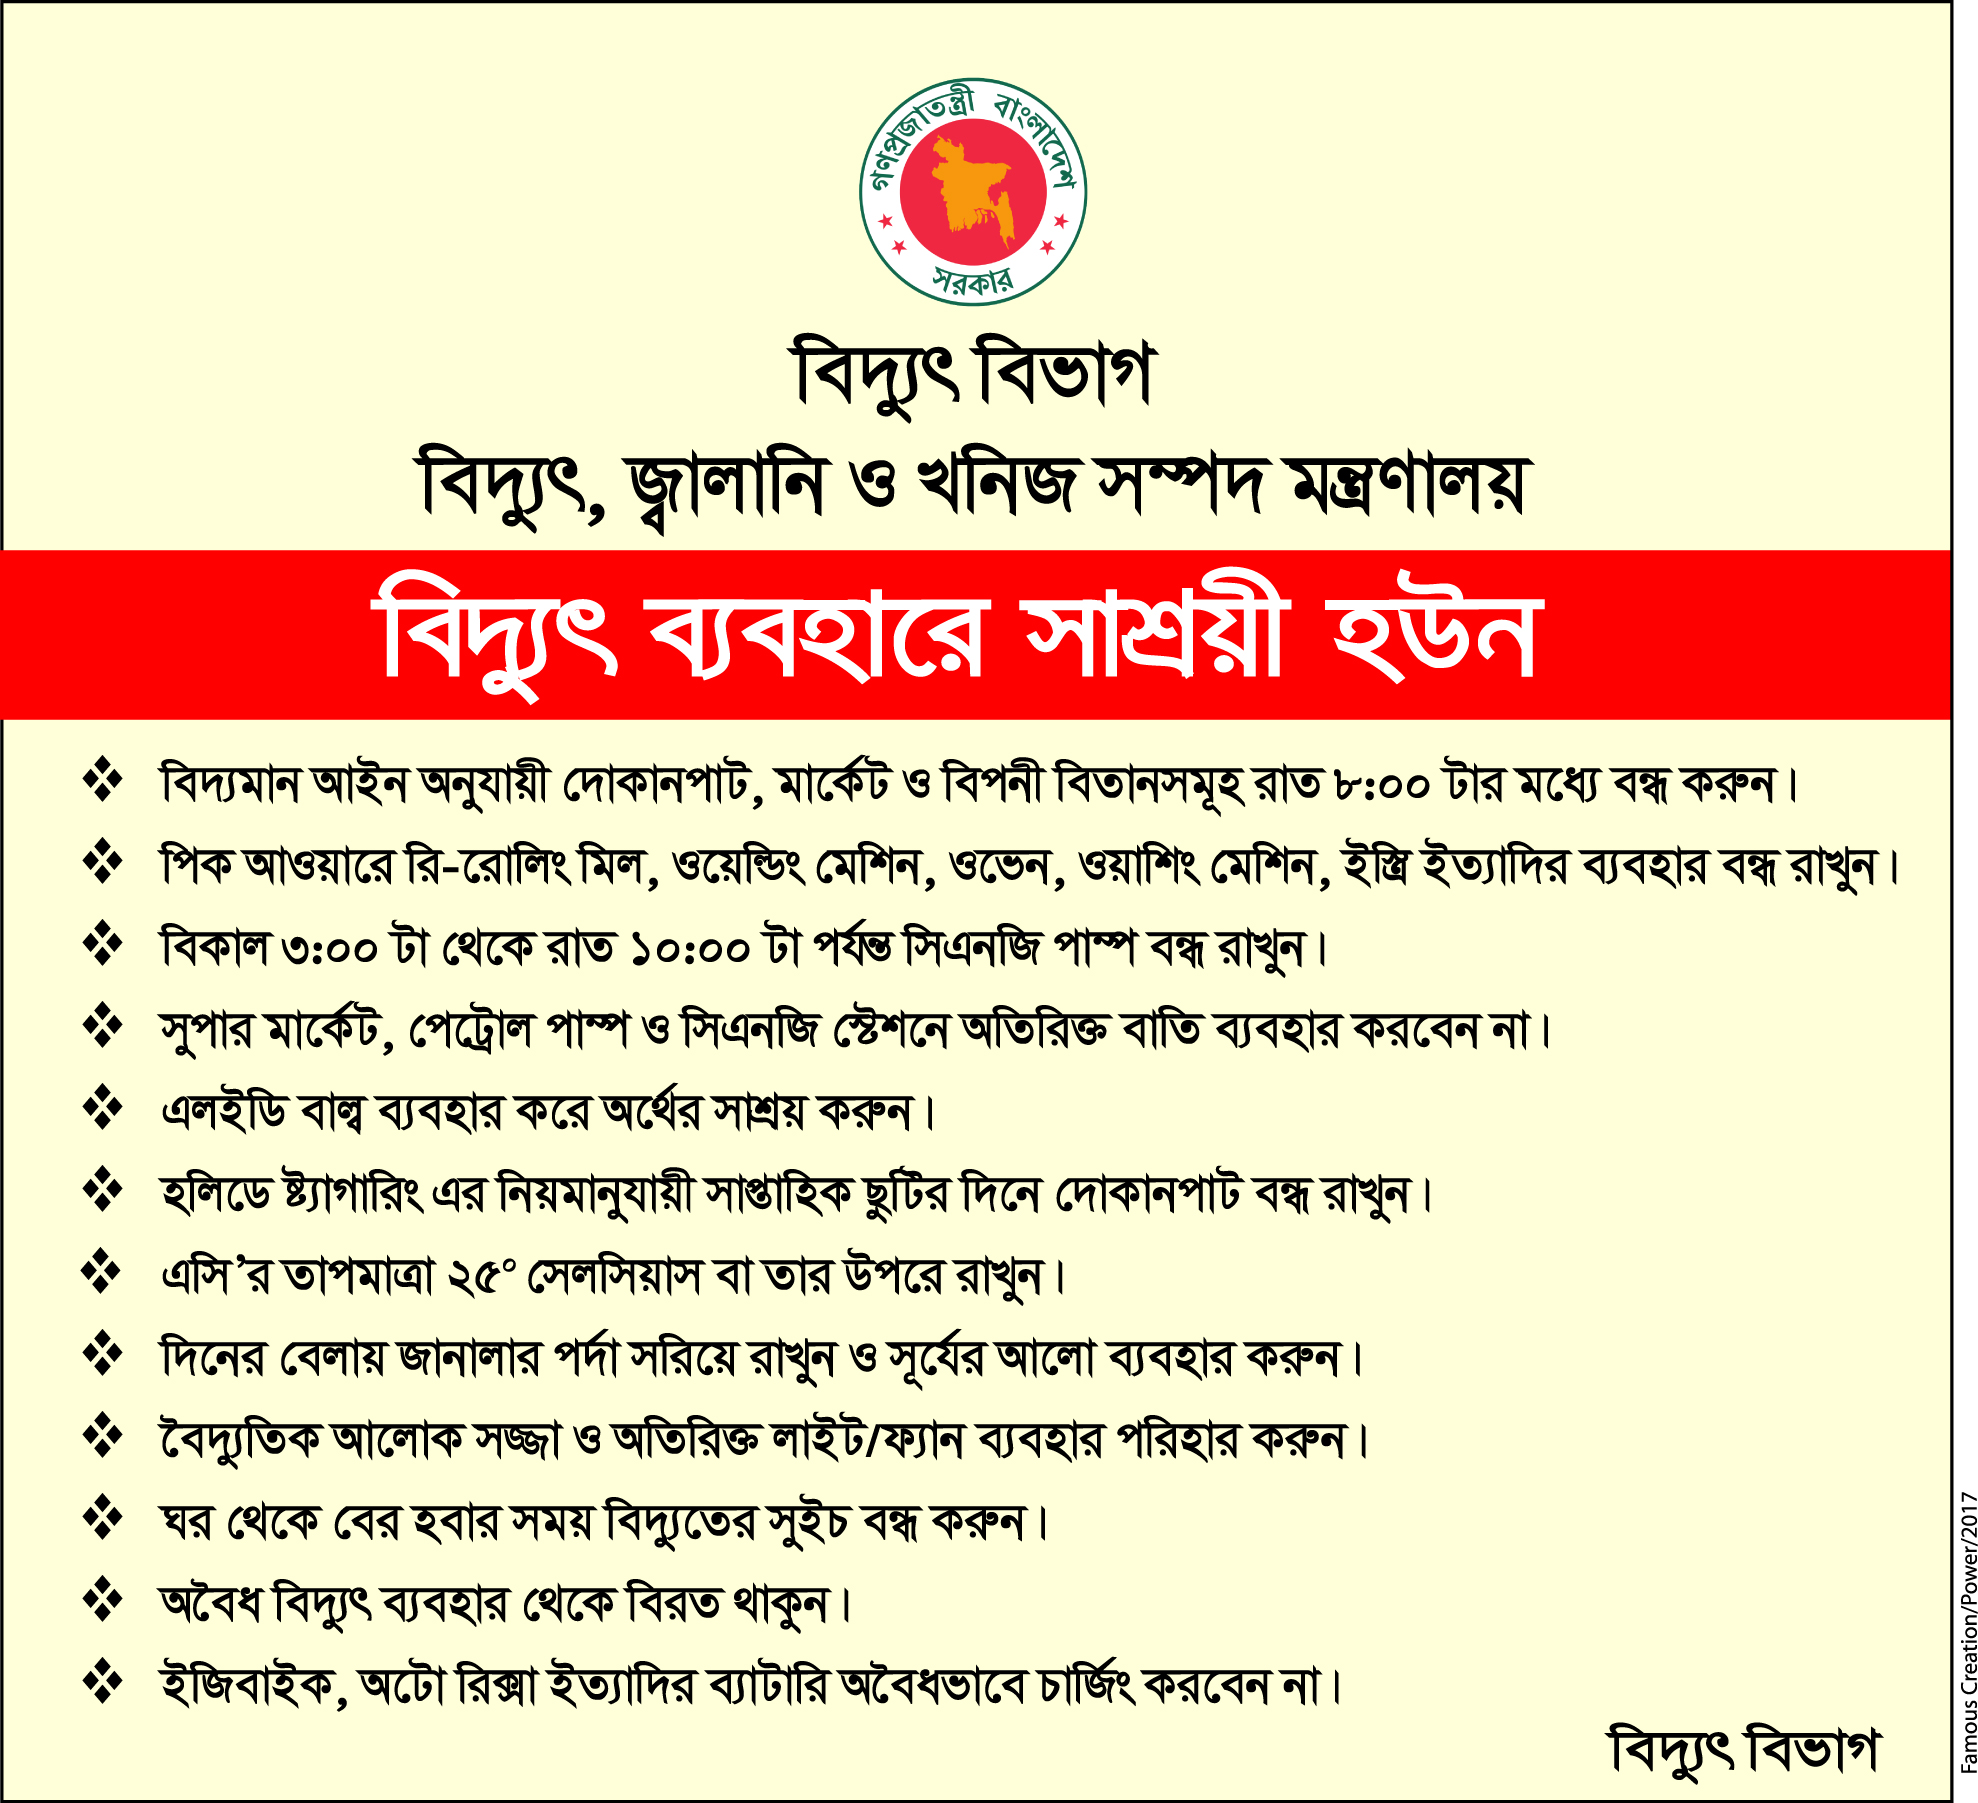 গণপ্রজাতন্ত্রী বাংলাদেশ
সরকার
বিদ্যুৎ বিভাগ
বিদ্যুৎ, জ্বালানি ও খনিজ সম্পদ মন্ত্রণালয়
বিদ্যুৎ ব্যবহারে সাশ্রয়ী হউন
❖ বিদ্যমান আইন অনুযায়ী দোকানপাট, মার্কেট ও বিপনী বিতানসমূহ রাত ৮:০০ টার মধ্যে বন্ধ করুন।
❖ পিক আওয়ারে রি-রোলিং মিল, ওয়েল্ডিং মেশিন, ওভেন, ওয়াশিং মেশিন, ইস্ত্রি ইত্যাদির ব্যবহার বন্ধ রাখুন।
❖ বিকাল ৩:০০ টা থেকে রাত ১০:০০ টা পর্যন্ত সিএনজি পাম্প বন্ধ রাখুন।
❖ সুপার মার্কেট, পেট্রোল পাম্প ও সিএনজি স্টেশনে অতিরিক্ত বাতি ব্যবহার করবেন না।
❖ এলইডি বাল্ব ব্যবহার করে অর্থের সাশ্রয় করুন।
❖ হলিডে ষ্ট্যাগারিং এর নিয়মানুযায়ী সাপ্তাহিক ছুটির দিনে দোকানপাট বন্ধ রাখুন।
❖ এসি’র তাপমাত্রা ২৫° সেলসিয়াস বা তার উপরে রাখুন।
❖ দিনের বেলায় জানালার পর্দা সরিয়ে রাখুন ও সূর্যের আলো ব্যবহার করুন।
❖ বৈদ্যুতিক আলোক সজ্জা ও অতিরিক্ত লাইট/ফ্যান ব্যবহার পরিহার করুন।
❖ ঘর থেকে বের হবার সময় বিদ্যুতের সুইচ বন্ধ করুন।
❖ অবৈধ বিদ্যুৎ ব্যবহার থেকে বিরত থাকুন।
❖ ইজিবাইক, অটো রিক্সা ইত্যাদির ব্যাটারি অবৈধভাবে চার্জিং করবেন না।
বিদ্যুৎ বিভাগ
Famous Creation/Power/2017